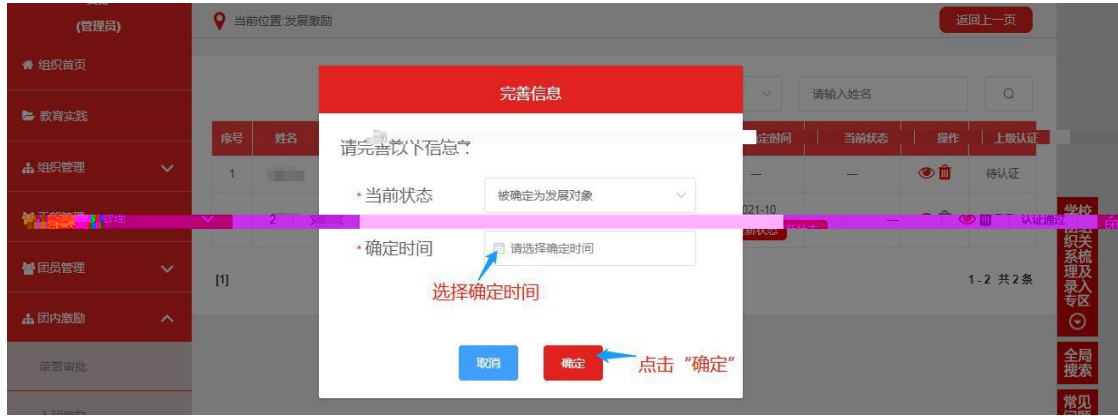 (管理员)
当前位置:发展激励
返回上一页
组织首页
完善信息
请输入姓名
教育实践
序号
姓名
当前状态
操作
上级认证
请完善以下信息:
组织管理
1
—
—
待认证
*当前状态
被确定为发展对象
2
021-10
—
认证通过
*确定时间
请选择确定时间
团员管理
[1]
1-2 共2条
选择确定时间
团内激励
取消
确定
点击“确定”
荣誉审批
学校
团组
织关
系梳
理及
录入
专区
全局
搜索
常见
问题